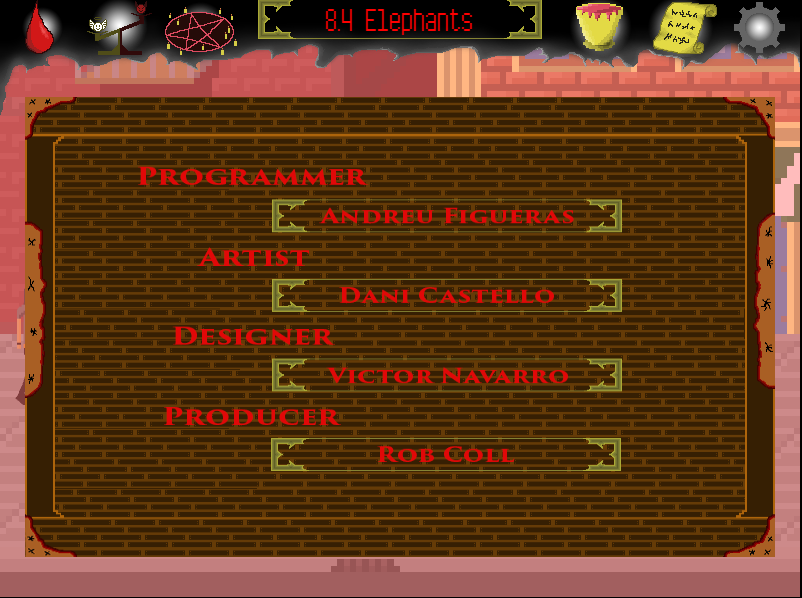 8.4 Elephants
Programmer
Andreu Figueras
Artist
Dani Castello
Designer
Victor Navarro
Producer
Rob Coll